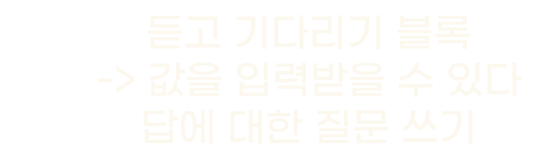 듣고 기다리기 블록
-> 값을 입력받을 수 있다
답에 대한 질문 쓰기